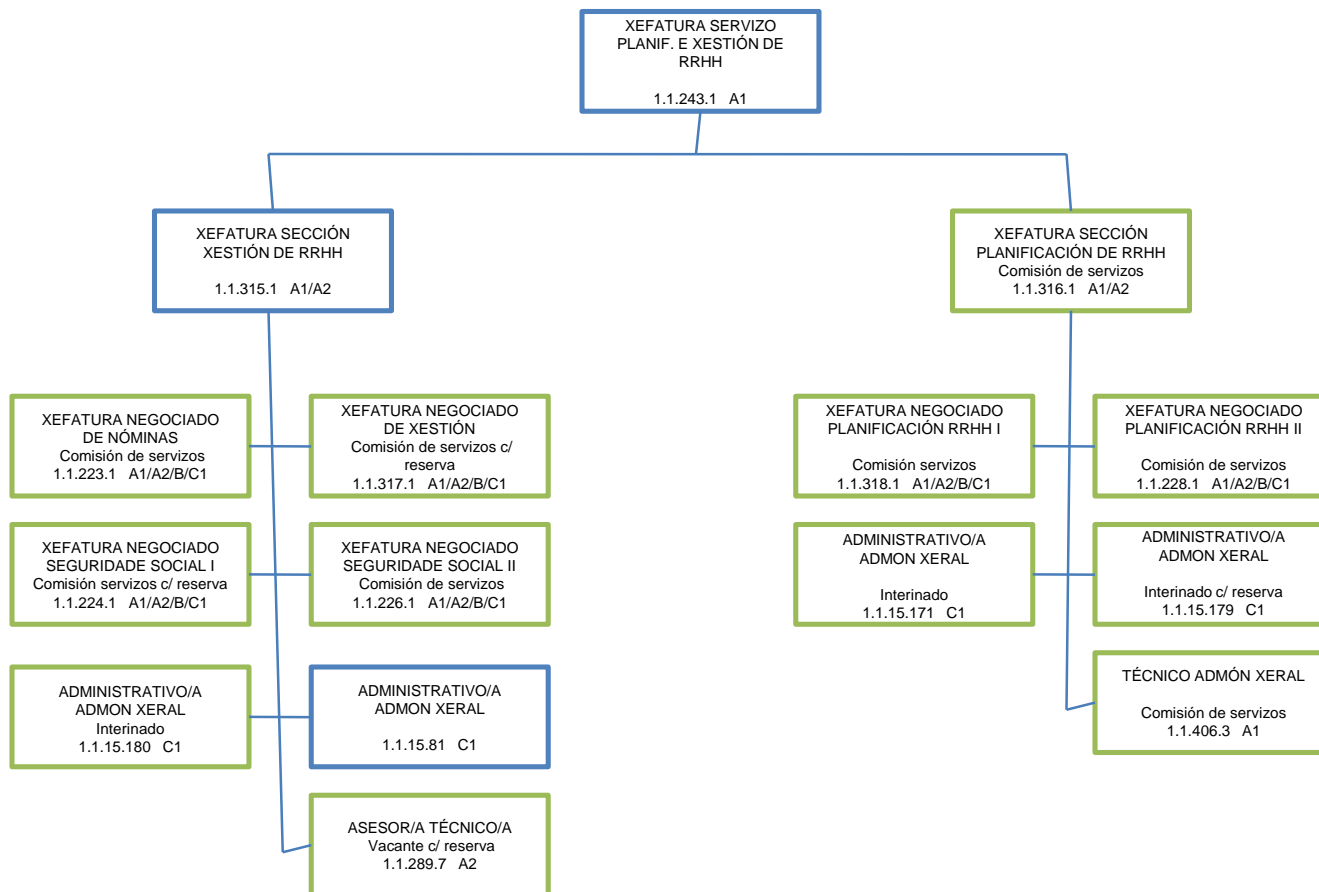 XEFATURA SERVIZO
PLANIF. E XESTIÓN DE
RRHH
1.1.243.1 A1
XEFATURA SECCIÓN
XESTIÓN DE RRHH
1.1.315.1 A1/A2
XEFATURA SECCIÓN
PLANIFICACIÓN DE RRHH
Comisión de servizos
1.1.316.1 A1/A2
XEFATURA NEGOCIADO
DE NÓMINAS
Comisión de servizos
1.1.223.1 A1/A2/B/C1
XEFATURA NEGOCIADO
DE XESTIÓN
Comisión de servizos c/
reserva
1.1.317.1 A1/A2/B/C1
XEFATURA NEGOCIADO
PLANIFICACIÓN RRHH I
Comisión servizos
1.1.318.1 A1/A2/B/C1
XEFATURA NEGOCIADO
PLANIFICACIÓN RRHH II
Comisión de servizos
1.1.228.1 A1/A2/B/C1
XEFATURA NEGOCIADO
SEGURIDADE SOCIAL I
Comisión servizos c/ reserva
1.1.224.1 A1/A2/B/C1
XEFATURA NEGOCIADO
SEGURIDADE SOCIAL II
Comisión de servizos
1.1.226.1 A1/A2/B/C1
ADMINISTRATIVO/A
ADMON XERAL
Interinado
1.1.15.171 C1
ADMINISTRATIVO/A
ADMON XERAL
Interinado c/ reserva
1.1.15.179 C1
ADMINISTRATIVO/A
ADMON XERAL
Interinado
1.1.15.180 C1
ADMINISTRATIVO/A
ADMON XERAL
1.1.15.81 C1
TÉCNICO ADMÓN XERAL
Comisión de servizos
1.1.406.3 A1
ASESOR/A TÉCNICO/A
Vacante c/ reserva
1.1.289.7 A2